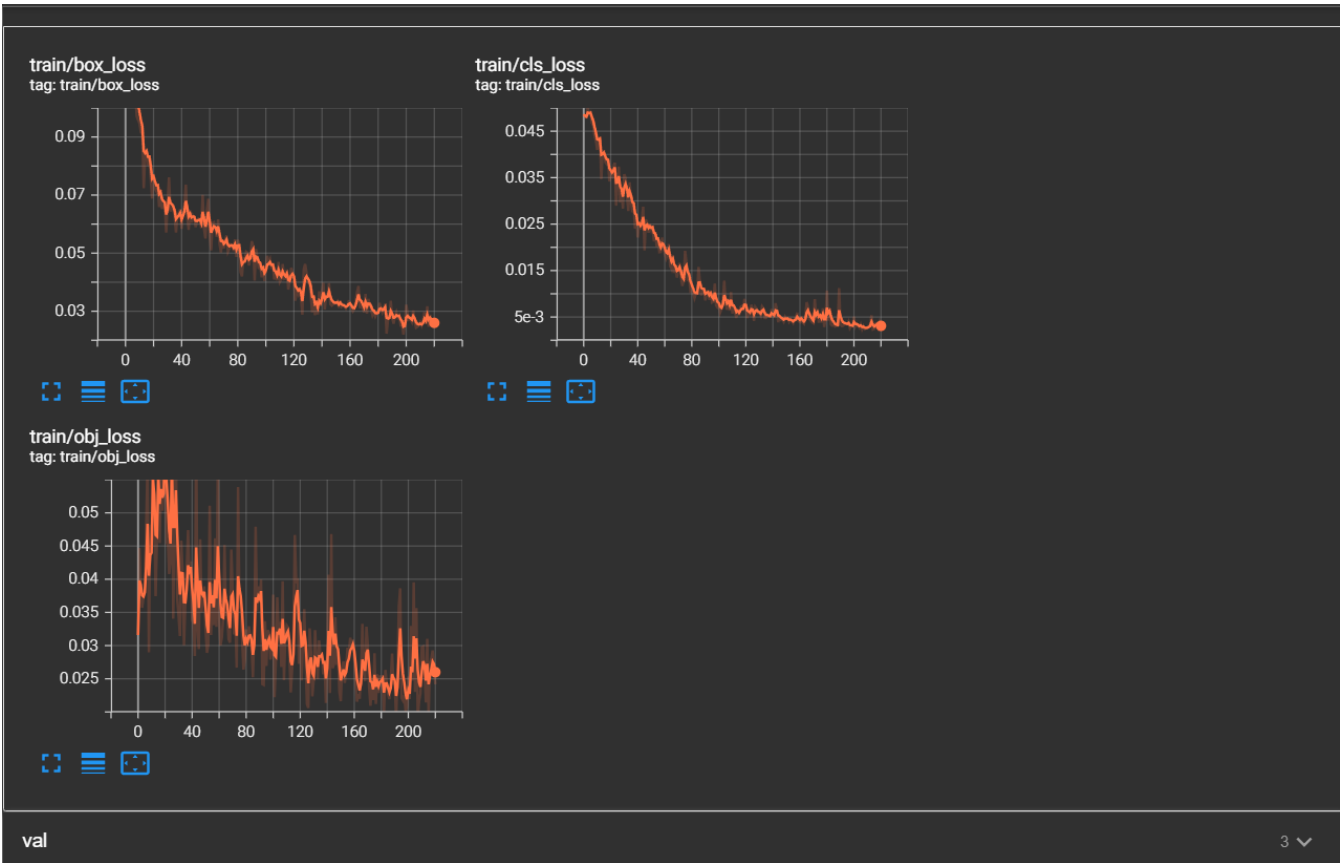 train/box_loss
tag: train/box_loss
0.09
0.07
0.05
0.03
0 40 80 120 160 200
train/cls_loss
tag: train/cls_loss
0.045
0.035
0.025
0.015
5e-3
0 40 80 120 160 200
train/obj_loss
tag: train/obj_loss
0.05
0.045
0.04
0.035
0.03
0.025
0 40 80 120 160 200
val 3